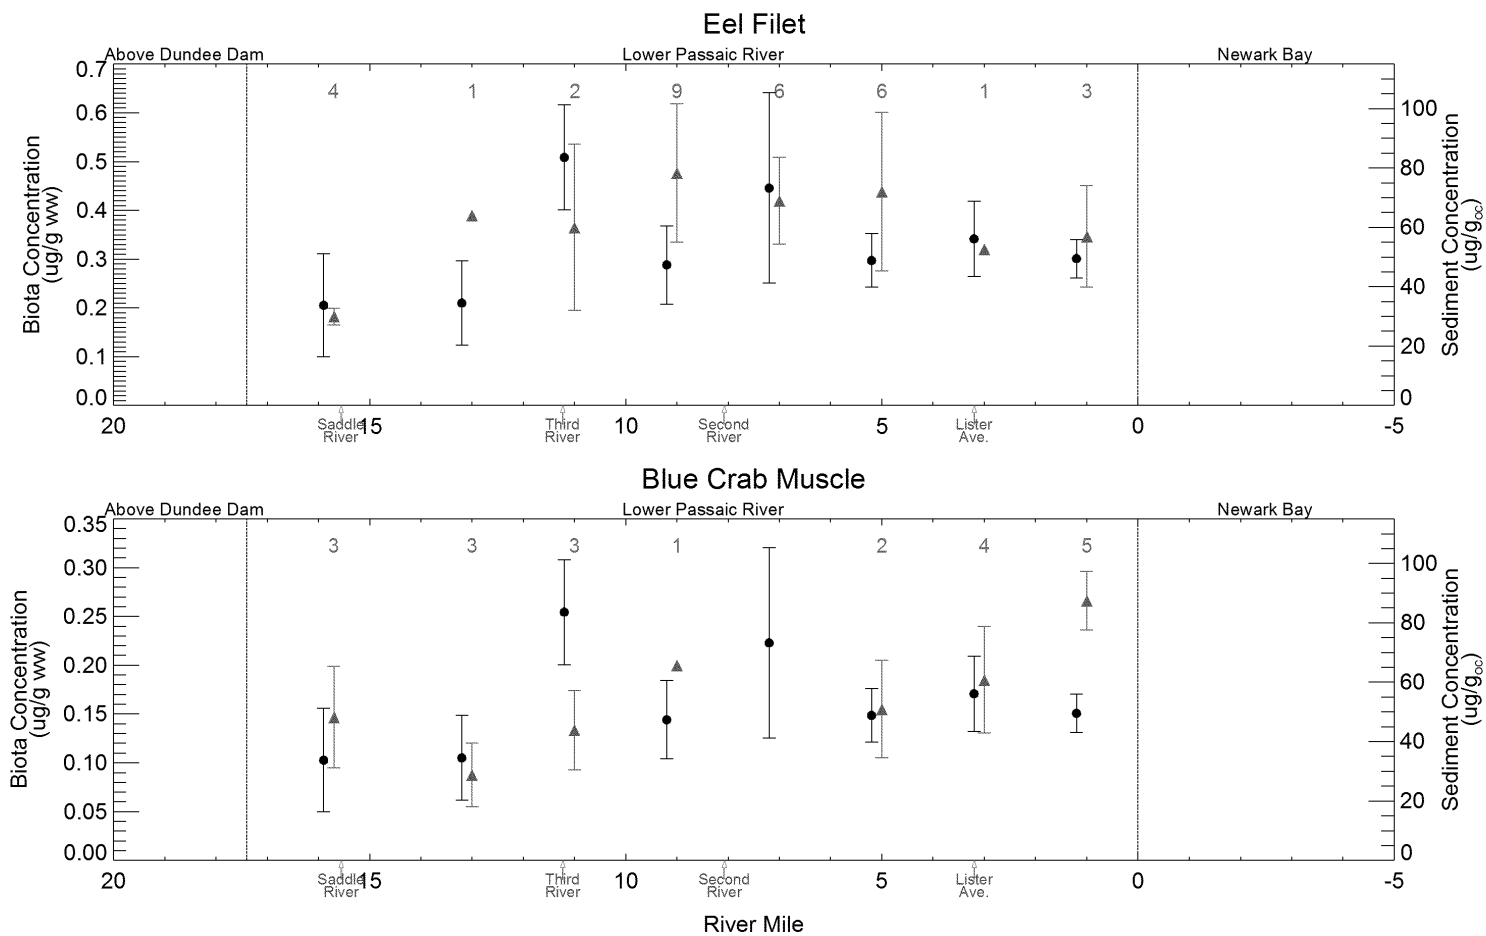 Eel Filet
Above Dundee Dam Lower Passaic River Newark Bay
4 1 2 9 6 6 1 3
0.7
0.6
0.5
0.4
0.3
0.2
0.1
0.0
Biota Concentration
(ug/g ww)
100
80
60
40
20
0
Sediment Concentration
(ug/goc)
20 15 10 5 0 -5
Saddle
River
Third
River
Second
River
Lister
Ave.
Blue Crab Muscle
Above Dundee Dam Lower Passaic River Newark Bay
3 3 3 1 2 4 5
0.35
0.30
0.25
0.20
0.15
0.10
0.05
0.00
Biota Concentration
(ug/g ww)
100
80
60
40
20
0
Sediment Concentration
(ug/goc)
20 15 10 5 0 -5
Saddle
River
Third
River
Second
River
Lister
Ave.
River Mile